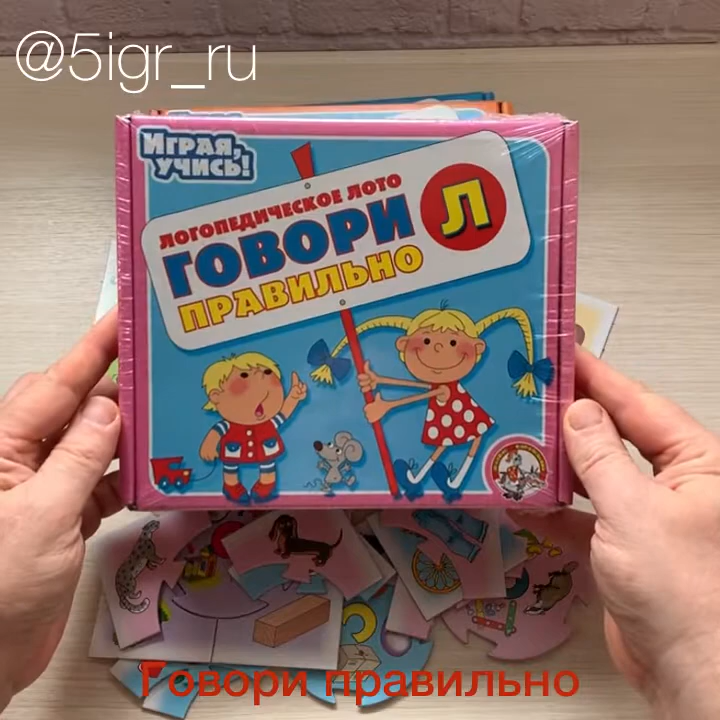 @5igr_ru
ИГРАЯ,
УЧИСЬ!
ЛОГОПЕДИЧЕСКОЕ ЛОТО
ГОВОРИ
ПРАВИЛЬНО
Л
Говори правильно